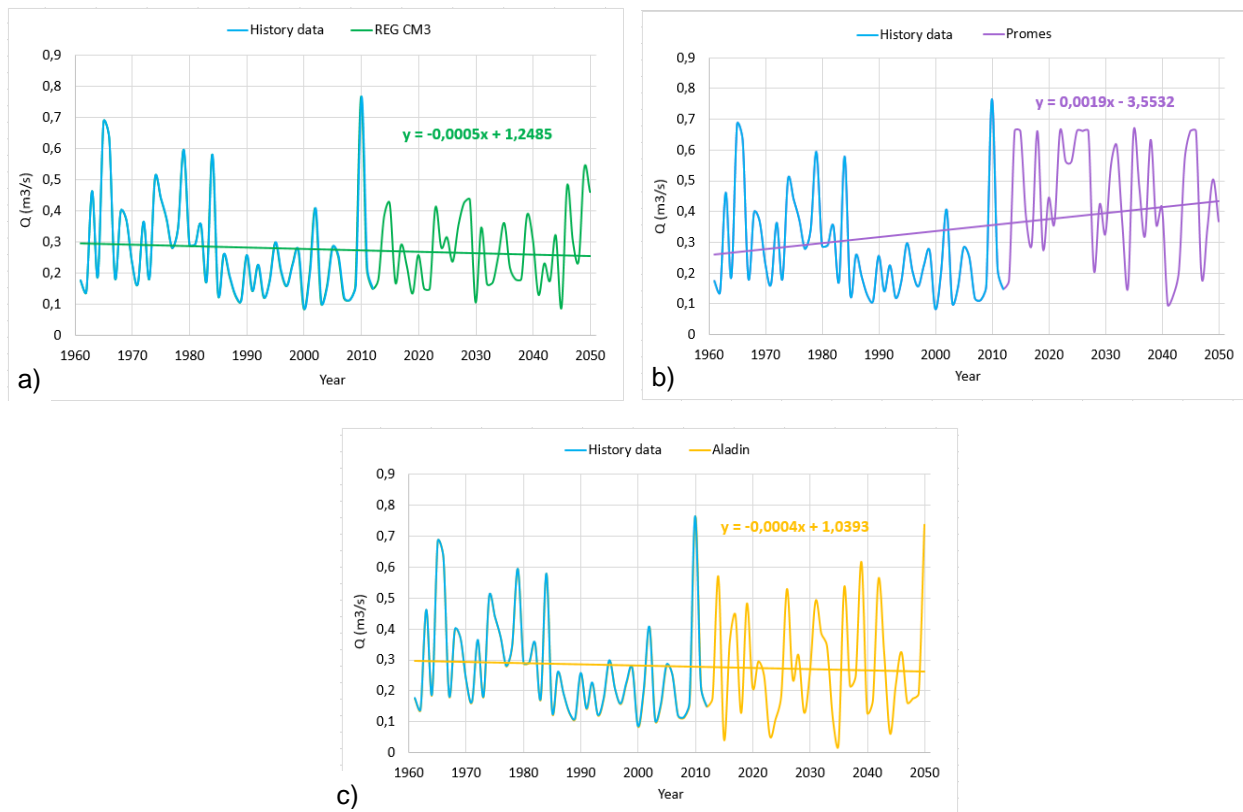 History data REG CM3
0,9
0,8
0,7
0,6
0,5
0,4
0,3
0,2
0,1
0
Q (m3/s)
y = -0,0005x + 1,2485
1960 1970 1980 1990 2000 2010 2020 2030 2040 2050
Year
a)
History data Promes
0,9
0,8
0,7
0,6
0,5
0,4
0,3
0,2
0,1
0
Q (m3/s)
y = 0,0019x - 3,5532
1960 1970 1980 1990 2000 2010 2020 2030 2040 2050
Year
b)
History data Aladin
0,9
0,8
0,7
0,6
0,5
0,4
0,3
0,2
0,1
0
Q (m3/s)
y = -0,0004x + 1,0393
1960 1970 1980 1990 2000 2010 2020 2030 2040 2050
Year
c)